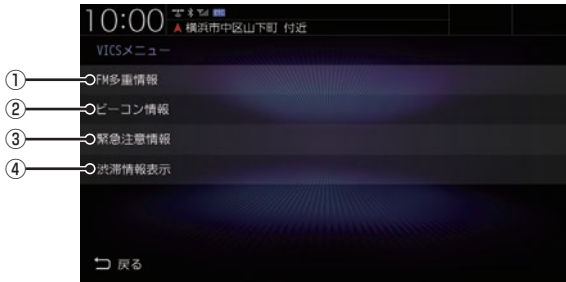 10:00
横浜市中区山下町 付近
VICSメニュー
① FM多重情報
② ビーコン情報
③ 緊急注意情報
④ 渋滞情報表示
戻る